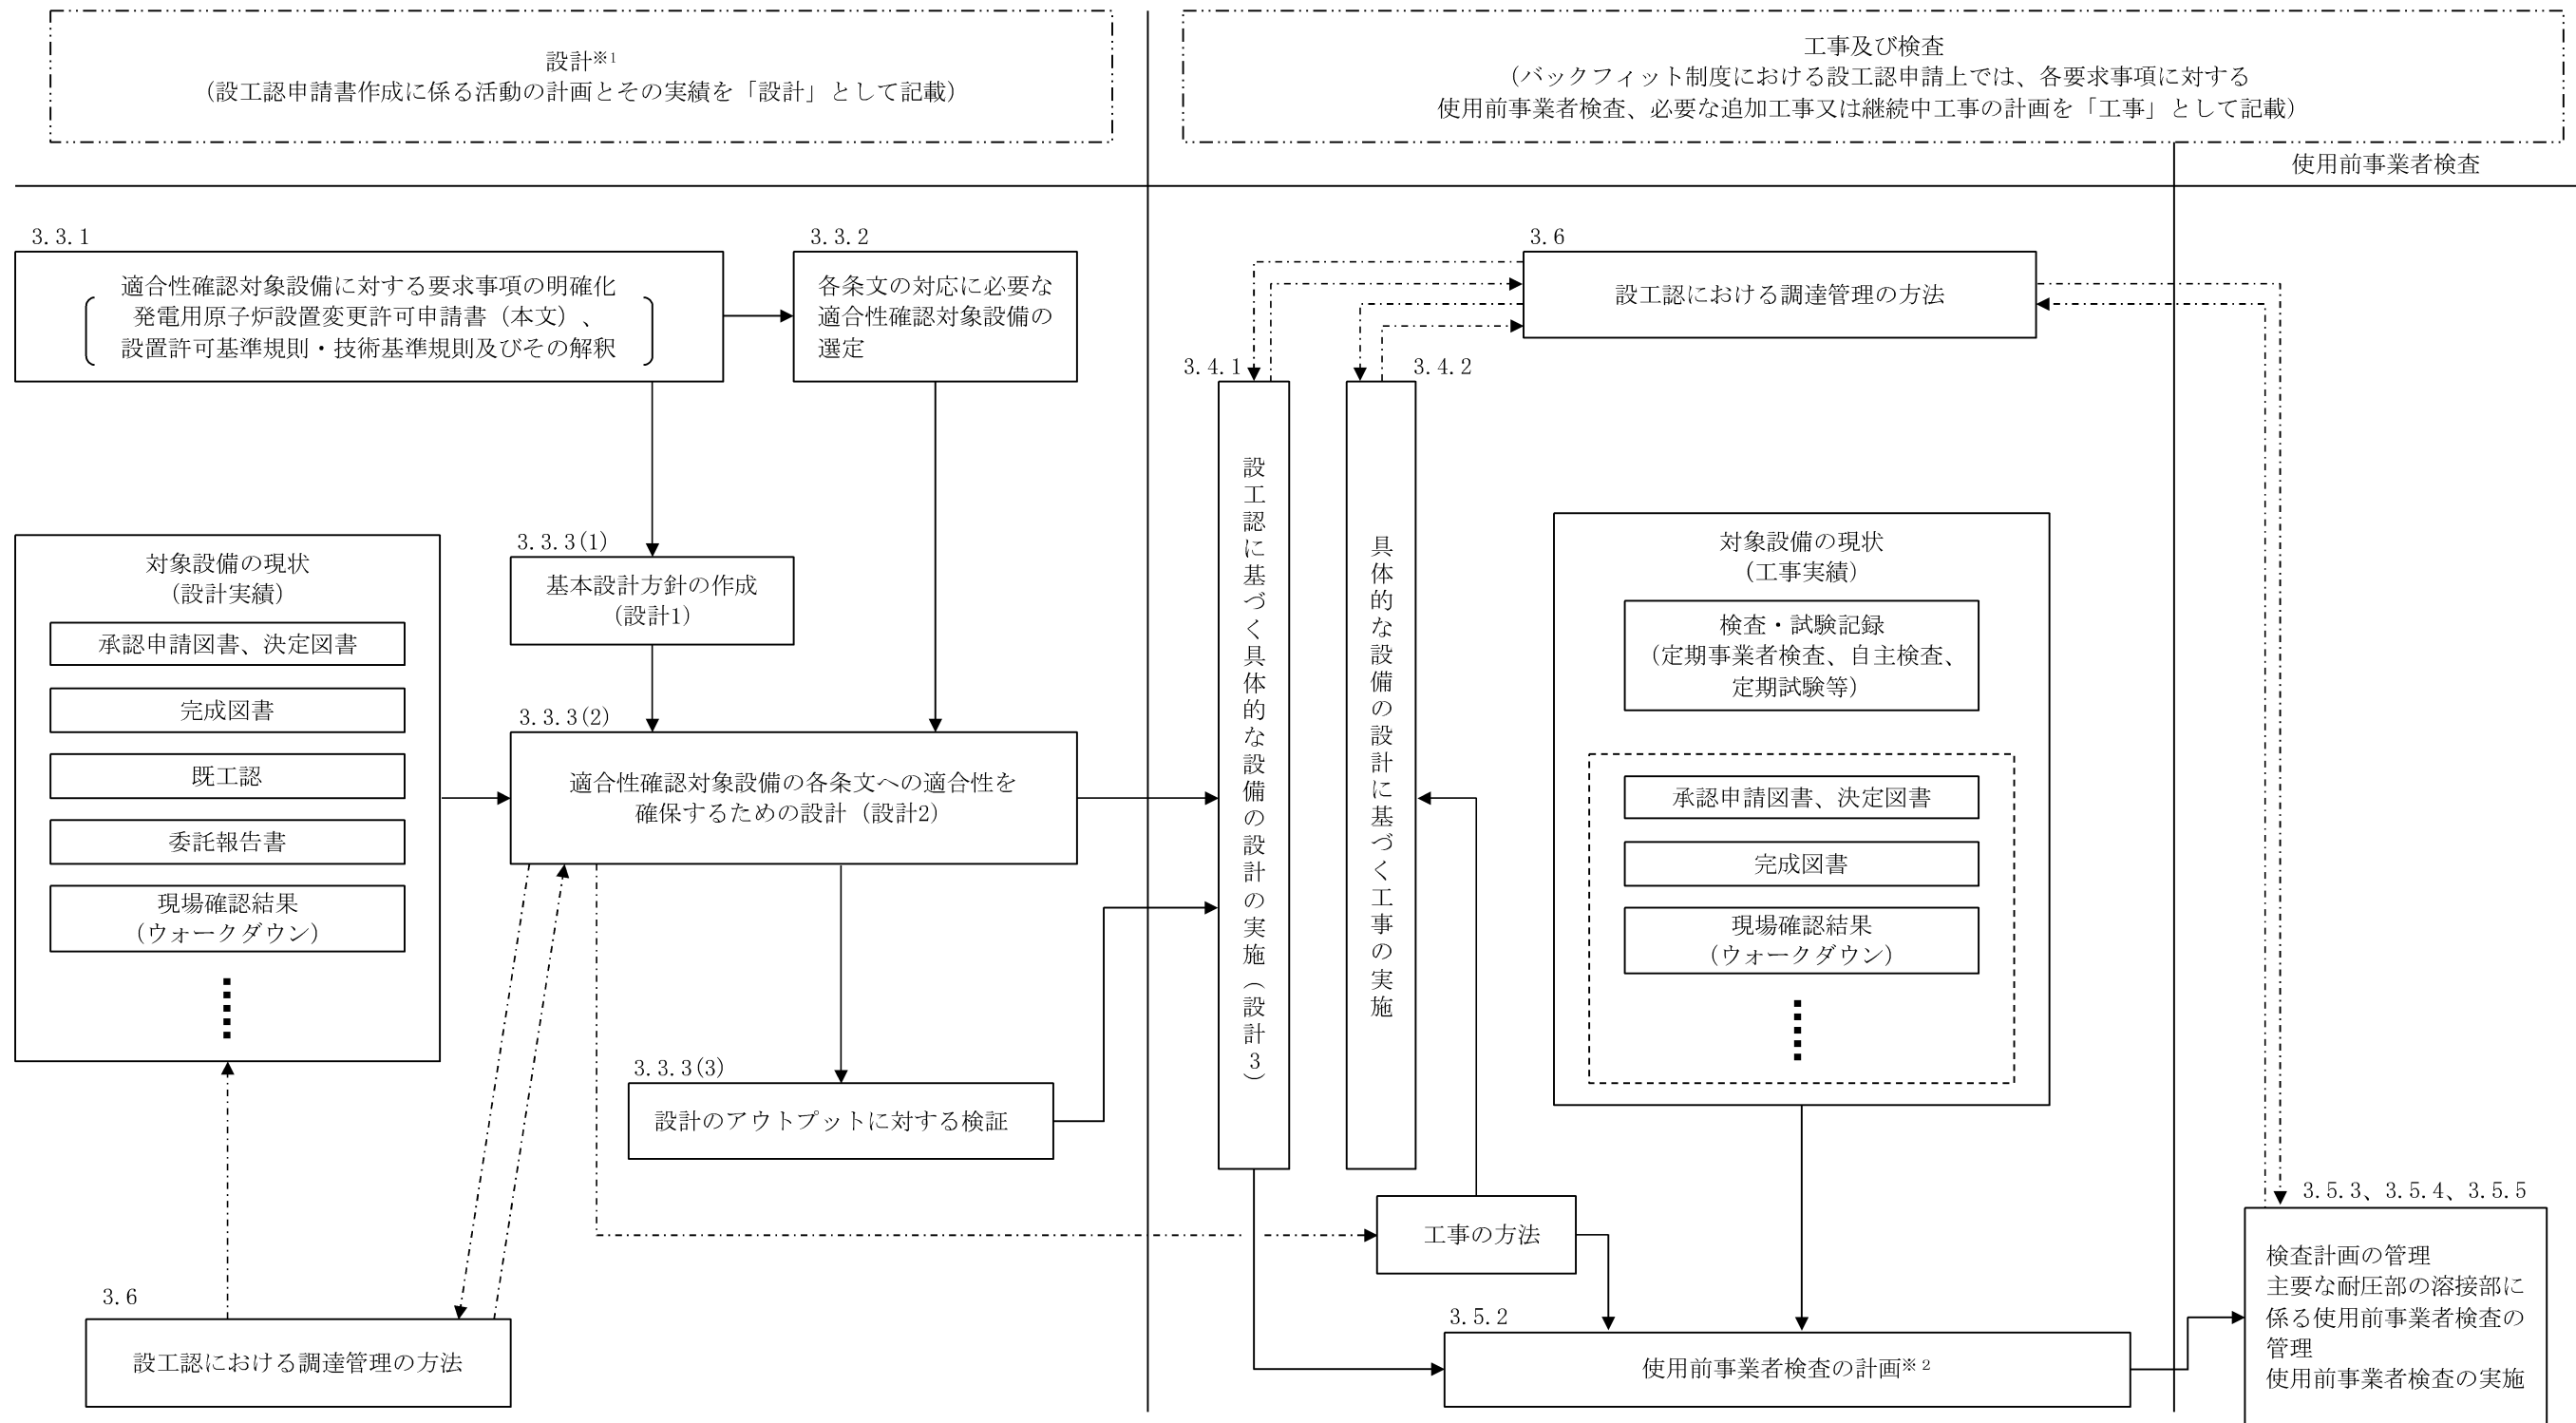 設計※1
（設工認申請書作成に係る活動の計画とその実績を「設計」として記載）
工事及び検査
（バックフィット制度における設工認申請上では、各要求事項に対する
使用前事業者検査、必要な追加工事又は継続中工事の計画を「工事」として記載）
使用前事業者検査
3.3.1
適合性確認対象設備に対する要求事項の明確化
発電用原子炉設置変更許可申請書（本文）、
設置許可基準規則・技術基準規則及びその解釈
3.3.2
各条文の対応に必要な
適合性確認対象設備の
選定
対象設備の現状
（設計実績）
承認申請図書、決定図書
完成図書
既工認
委託報告書
現場確認結果
（ウォークダウン）
3.3.3(1)
基本設計方針の作成
（設計1）
3.3.3(2)
適合性確認対象設備の各条文への適合性を
確保するための設計（設計2）
3.3.3(3)
設計のアウトプットに対する検証
3.6
設工認における調達管理の方法
3.6
設工認における調達管理の方法
3.4.1
設工認に基づく具体的な設備の設計の実施（設計3）
3.4.2
具体的な設備の設計に基づく工事の実施
対象設備の現状
（工事実績）
検査・試験記録
（定期事業者検査、自主検査、
定期試験等）
承認申請図書、決定図書
完成図書
現場確認結果
（ウォークダウン）
工事の方法
3.5.2
使用前事業者検査の計画※2
3.5.3、3.5.4、3.5.5
検査計画の管理
主要な耐圧部の溶接部に
係る使用前事業者検査の
管理
使用前事業者検査の実施